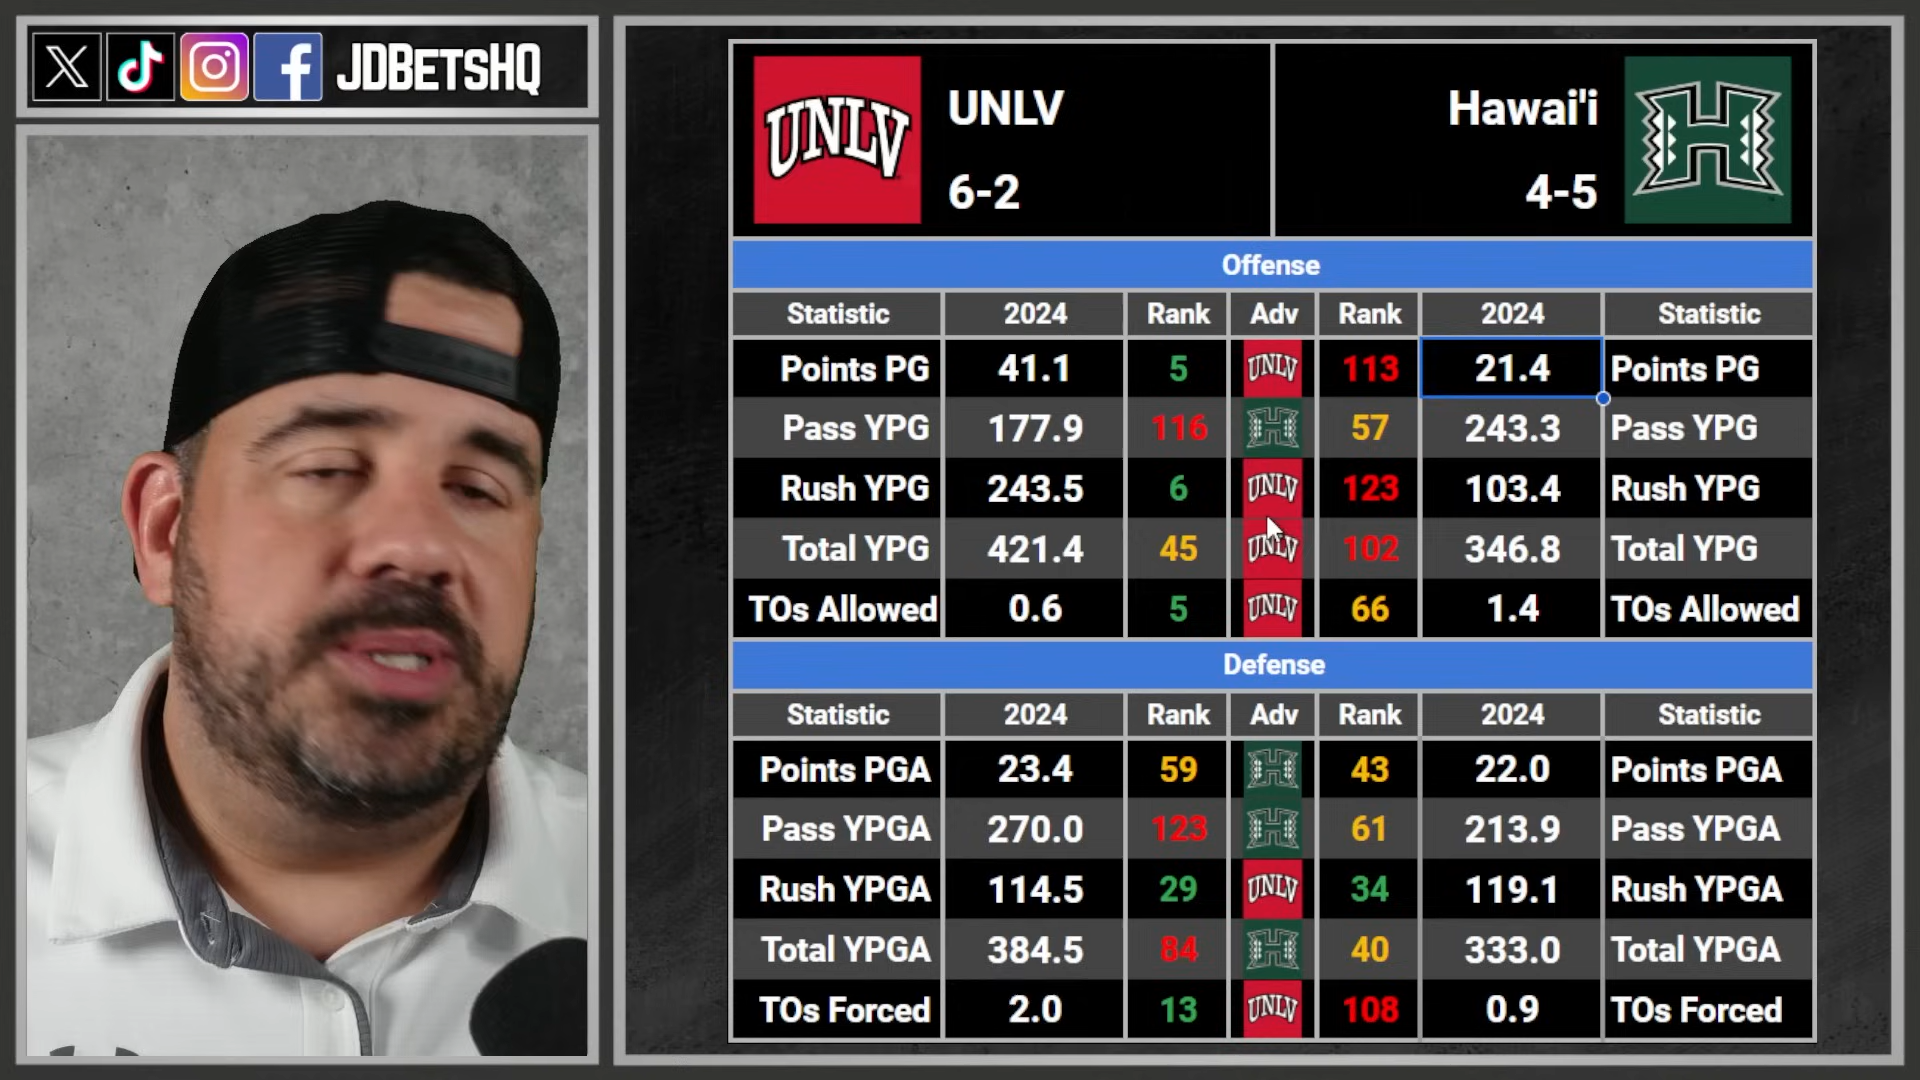 JDBETSHQ
UNLV UNLV Hawai'i H
6-2 4-5
Offense
Statistic 2024 Rank Adv Rank 2024 Statistic
Points PG 41.1 5 UNLV 113 21.4 Points PG
Pass YPG 177.9 116 H 57 243.3 Pass YPG
Rush YPG 243.5 6 UNLV 123 103.4 Rush YPG
Total YPG 421.4 45 UNLV 102 346.8 Total YPG
TOs Allowed 0.6 5 UNLV 66 1.4 TOs Allowed
Defense
Statistic 2024 Rank Adv Rank 2024 Statistic
Points PGA 23.4 59 H 43 22.0 Points PGA
Pass YPGA 270.0 123 H 61 213.9 Pass YPGA
Rush YPGA 114.5 29 UNLV 34 119.1 Rush YPGA
Total YPGA 384.5 84 H 40 333.0 Total YPGA
TOs Forced 2.0 13 UNLV 108 0.9 TOs Forced